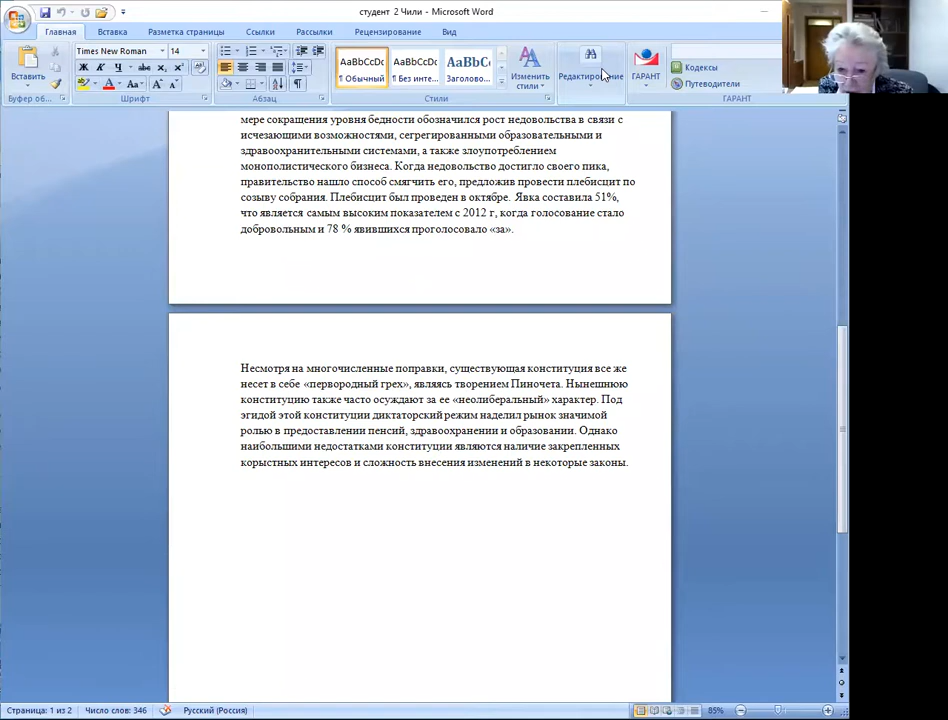 студент 2 Чили - Microsoft Word
Главная Вставка Разметка страницы Ссылки Рассылки Рецензирование Вид
Times New Roman 14
Вставить
Ж К Ч abc x₂ x² Aa A A
AaBbCcDc AaBbCcDc AaBbCc
¶ Обычный ¶ Без инте... Заголово...
Изменить стили
Редактирование
ГАРАНТ
Кодексы
Путеводители
Буфер об... Шрифт Абзац Стили ГАРАНТ
мере сокращения уровня бедности обозначился рост недовольства в связи с
исчезающими возможностями, сегрегированными образовательными и
здравоохранительными системами, а также злоупотреблением
монополистического бизнеса. Когда недовольство достигло своего пика,
правительство нашло способ смягчить его, предложив провести плебисцит по
созыву собрания. Плебисцит был проведен в октябре. Явка составила 51%,
что является самым высоким показателем с 2012 г, когда голосование стало
добровольным и 78 % явившихся проголосовало «за».
Несмотря на многочисленные поправки, существующая конституция все же
несет в себе «первородный грех», являясь творением Пиночета. Нынешнюю
конституцию также часто осуждают за ее «неолиберальный» характер. Под
эгидой этой конституции диктаторский режим наделил рынок значимой
ролью в предоставлении пенсий, здравоохранении и образовании. Однако
наибольшими недостатками конституции являются наличие закрепленных
корыстных интересов и сложность внесения изменений в некоторые законы.
Страница: 1 из 2 Число слов: 346 Русский (Россия) 85%